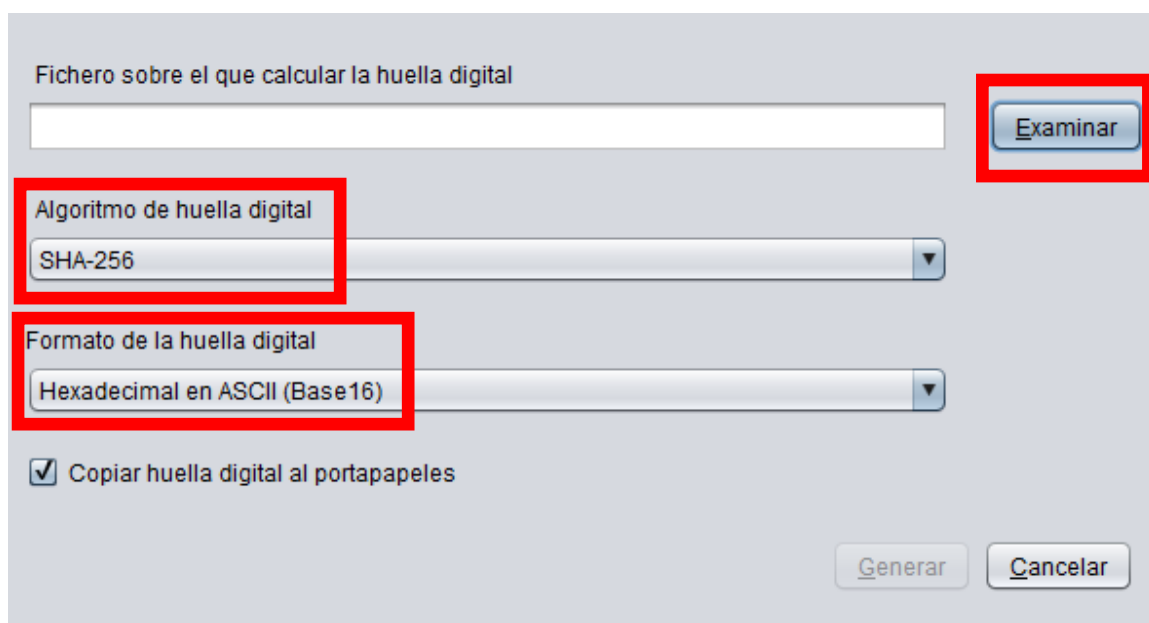 Fichero sobre el que calcular la huella digital
Examinar
Algoritmo de huella digital
SHA-256
Formato de la huella digital
Hexadecimal en ASCII (Base16)
Copiar huella digital al portapapeles
Generar Cancelar